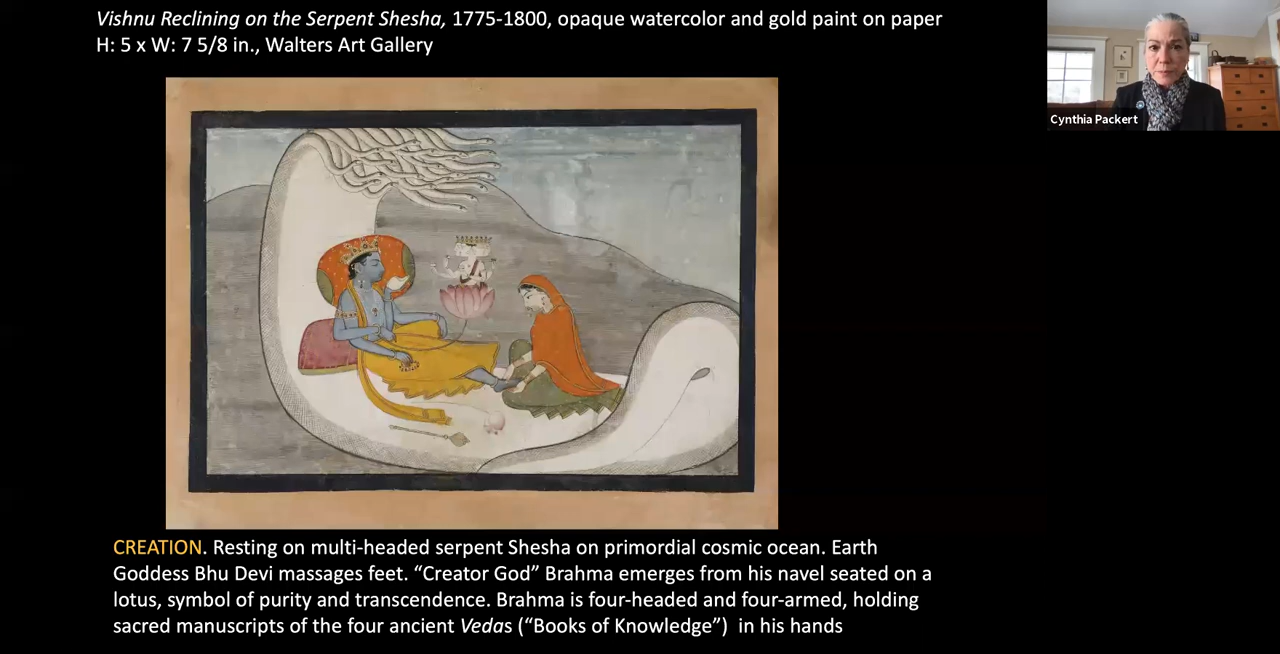 Vishnu Reclining on the Serpent Shesha, 1775-1800, opaque watercolor and gold paint on paper
H: 5 x W: 7 5/8 in., Walters Art Gallery
Cynthia Packert
CREATION. Resting on multi-headed serpent Shesha on primordial cosmic ocean. Earth
Goddess Bhu Devi massages feet. “Creator God” Brahma emerges from his navel seated on a
lotus, symbol of purity and transcendence. Brahma is four-headed and four-armed, holding
sacred manuscripts of the four ancient Vedas (“Books of Knowledge”) in his hands